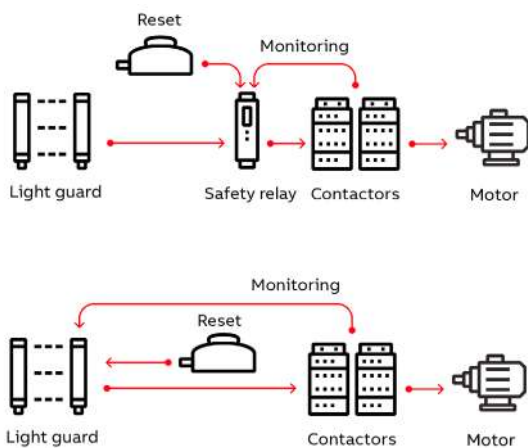 Reset
Monitoring
Light guard
Safety relay
Contactors
Motor
Monitoring
Reset
Light guard
Contactors
Motor